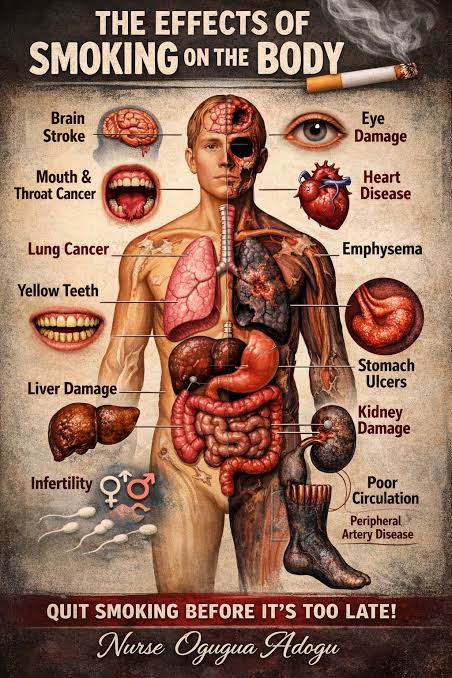 THE EFFECTS OF
SMOKING ON THE BODY
Brain
Stroke
Eye
Damage
Mouth &
Throat Cancer
Heart
Disease
Lung Cancer
Emphysema
Yellow Teeth
Stomach
Ulcers
Liver Damage
Kidney
Damage
Infertility
Poor
Circulation
Peripheral
Artery Disease
QUIT SMOKING BEFORE IT'S TOO LATE!
Nurse Ogugua Adogu